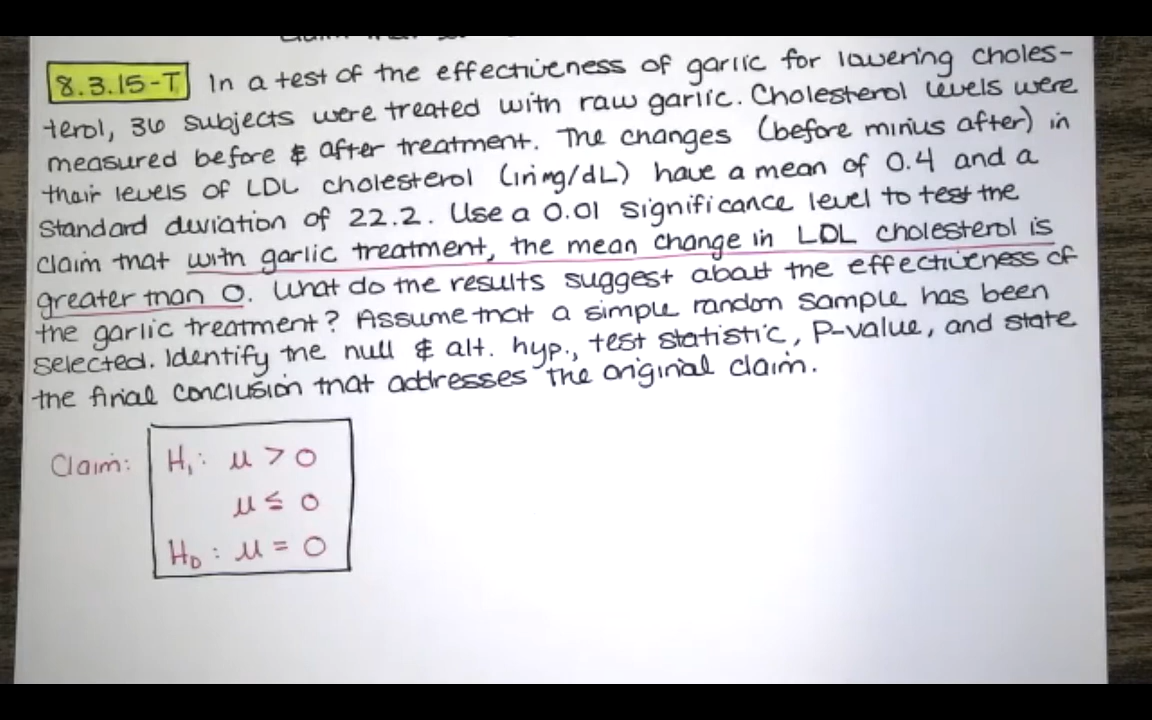 8.3.15-T In a test of the effectiveness of garlic for lowering choles-
terol, 36 subjects were treated with raw garlic. Cholesterol levels were
measured before & after treatment. The changes (before minus after) in
their levels of LDL cholesterol (in mg/dL) have a mean of 0.4 and a
standard deviation of 22.2. Use a 0.01 significance level to test the
claim that with garlic treatment, the mean change in LDL cholesterol is
greater than 0. What do the results suggest about the effectiveness of
the garlic treatment? Assume that a simple random sample has been
selected. Identify the null & alt. hyp., test statistic, P-value, and state
the final conclusion that addresses the original claim.
Claim: H₁: μ > 0
μ ≤ 0
H₀: μ = 0